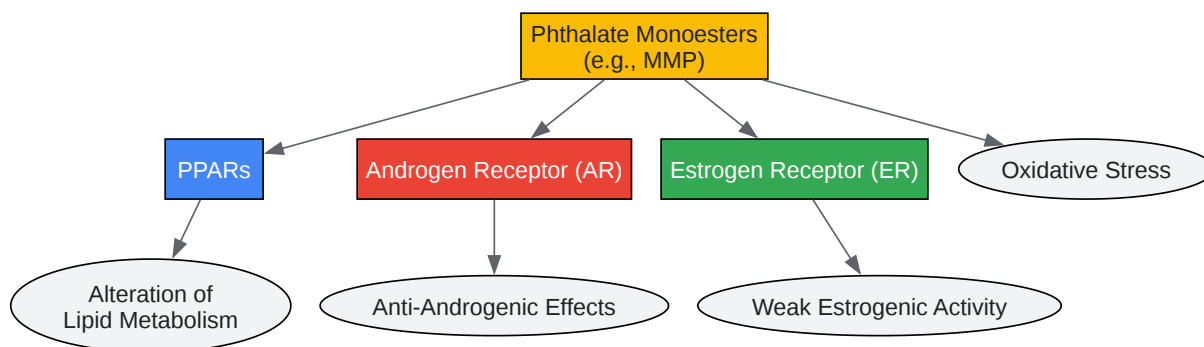 Phthalate Monoesters
(e.g., MMP)
PPARs
Androgen Receptor (AR)
Estrogen Receptor (ER)
Oxidative Stress
Alteration of
Lipid Metabolism
Anti-Androgenic Effects
Weak Estrogenic Activity